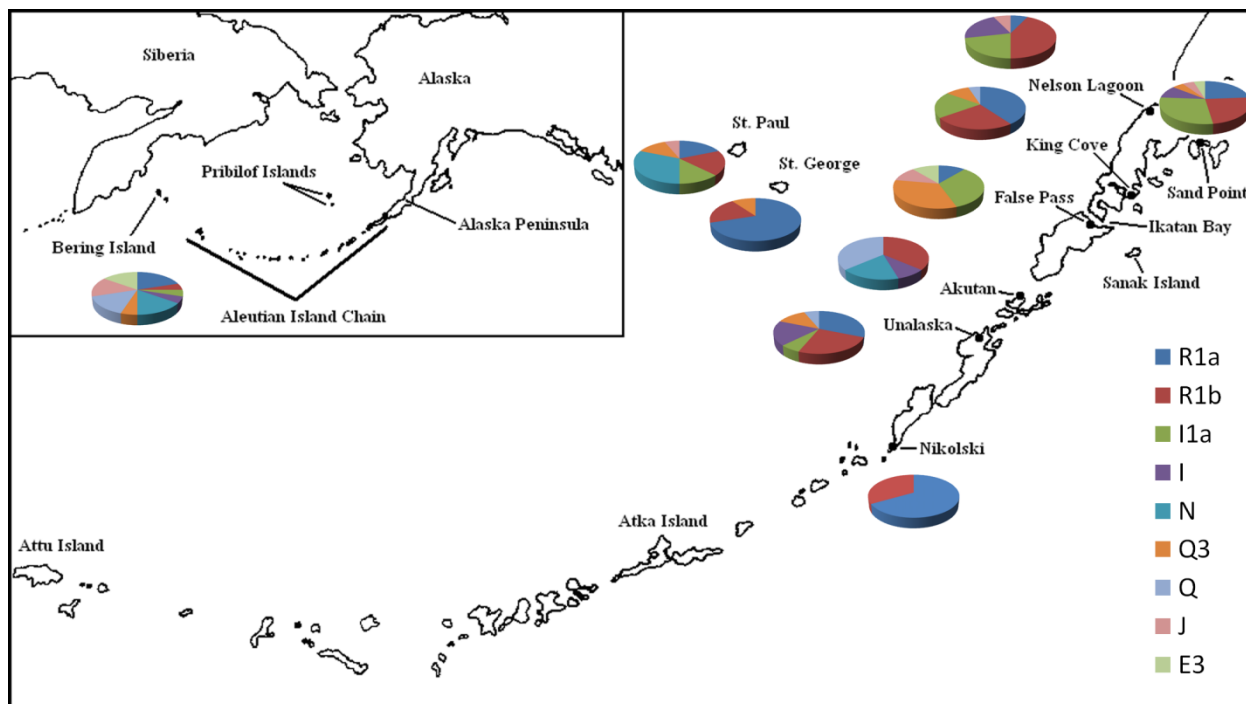 Siberia
Alaska
Pribilof Islands
Bering Island
Alaska Peninsula
Aleutian Island Chain
St. Paul
St. George
Nelson Lagoon
King Cove
Sand Point
False Pass
Ikatan Bay
Sanak Island
Akutan
Unalaska
Nikolski
Atka Island
Attu Island
R1a
R1b
I1a
I
N
Q3
Q
J
E3